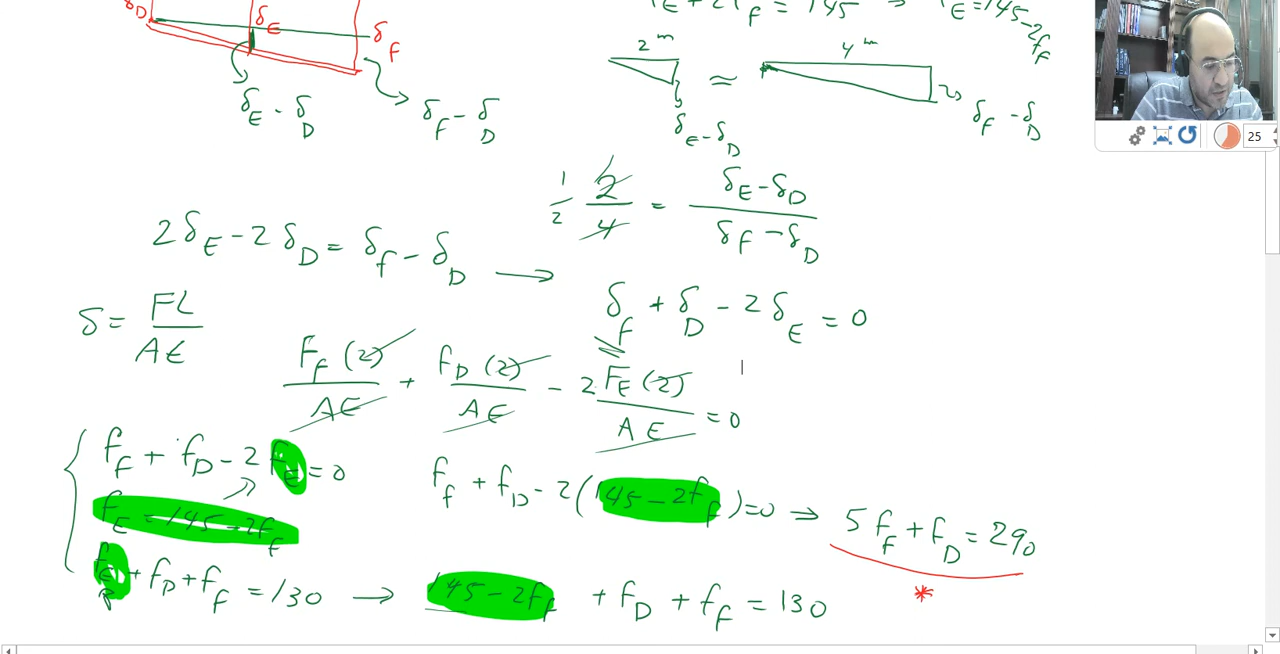 δ_D
δ_E
δ_F
δ_E - δ_D
δ_F - δ_D
F_E + 2F_F = 145 → F_E = 145 - 2f_F
2 m
≈
4 m
δ_E - δ_D
δ_F - δ_D
1/2 2/4 = (δ_E - δ_D)/(δ_F - δ_D)
2δ_E - 2δ_D = δ_f - δ_D →
δ_f + δ_D - 2δ_E = 0
δ = FL/AE
F_F (2)/AE + f_D (2)/AE - 2 F_E (2)/AE = 0
f_F + f_D - 2f_E = 0
f_f + f_D - 2(145 - 2f_f) = 0 ⇒ 5f_F + f_D = 290
f_E = 145 - 2f_F
*
f_E + f_D + f_F = 130 → 145 - 2f_f + f_D + f_F = 130
25